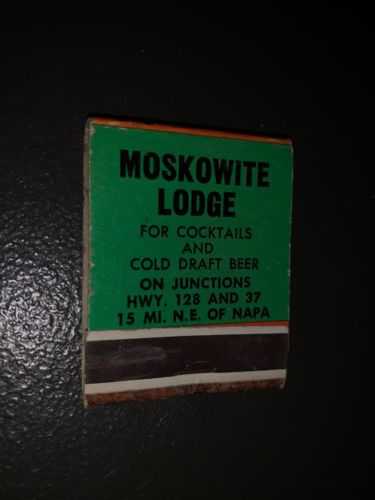 MOSKOWITE
LODGE
FOR COCKTAILS
AND
COLD DRAFT BEER
ON JUNCTIONS
HWY. 128 AND 37
15 MI. N.E. OF NAPA